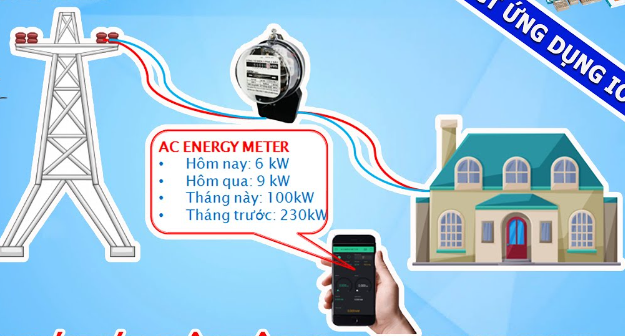 ỨNG DỤNG
AC ENERGY METER
• Hôm nay: 6 kW
• Hôm qua: 9 kW
• Tháng này: 100kW
• Tháng trước: 230kW